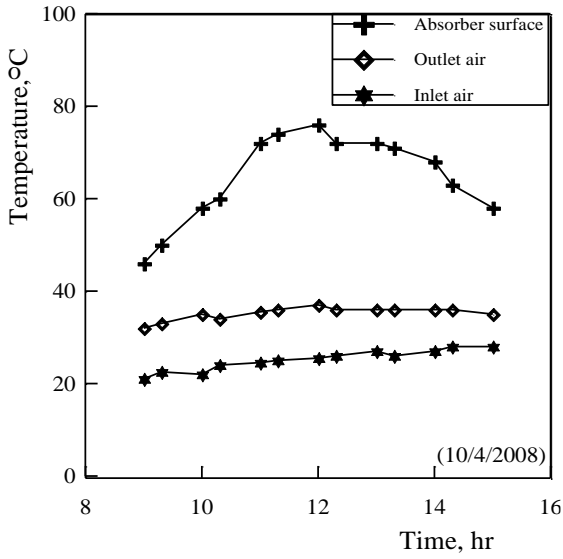 100
80
60
40
20
0
Temperature,°C
Absorber surface
Outlet air
Inlet air
(10/4/2008)
8
10
12
14
16
Time, hr